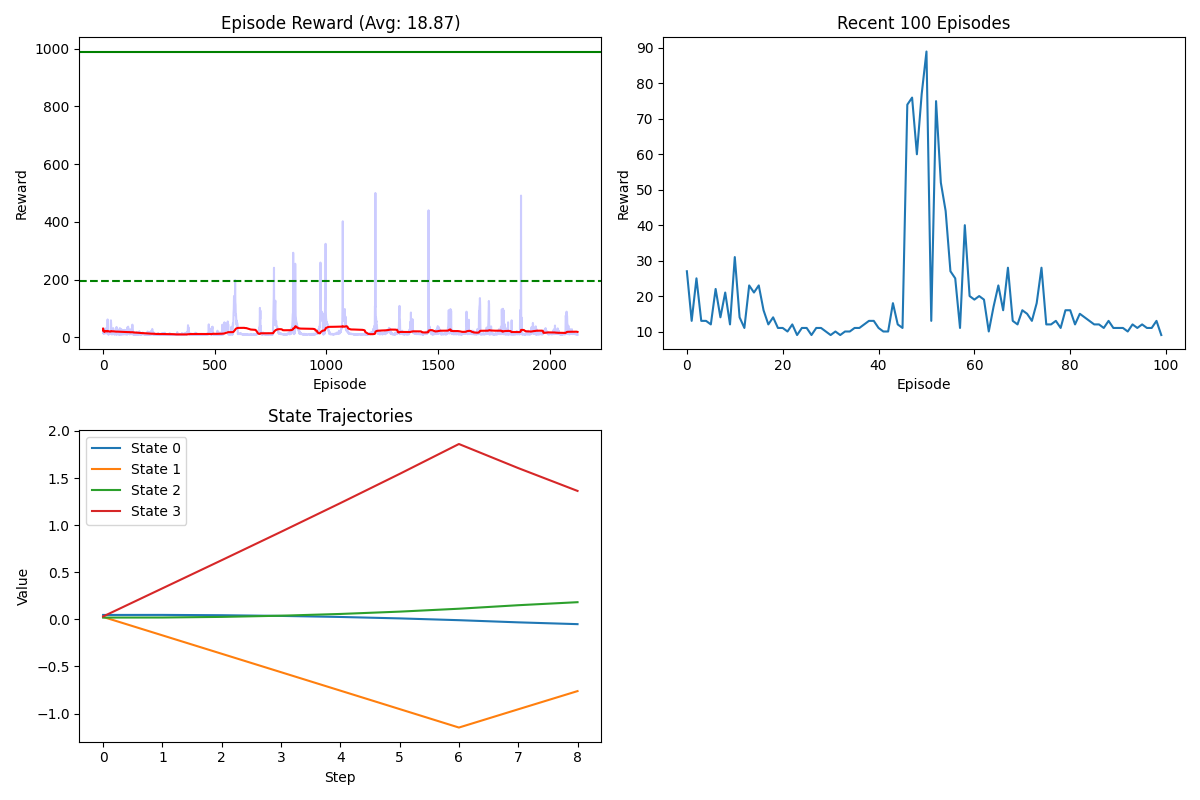 Episode Reward (Avg: 18.87)
1000
800
600
400
200
0
Reward
0 500 1000 1500 2000
Episode
Recent 100 Episodes
90
80
70
60
50
40
30
20
10
Reward
0 20 40 60 80 100
Episode
State Trajectories
2.0
1.5
1.0
0.5
0.0
−0.5
−1.0
Value
State 0
State 1
State 2
State 3
0 1 2 3 4 5 6 7 8
Step